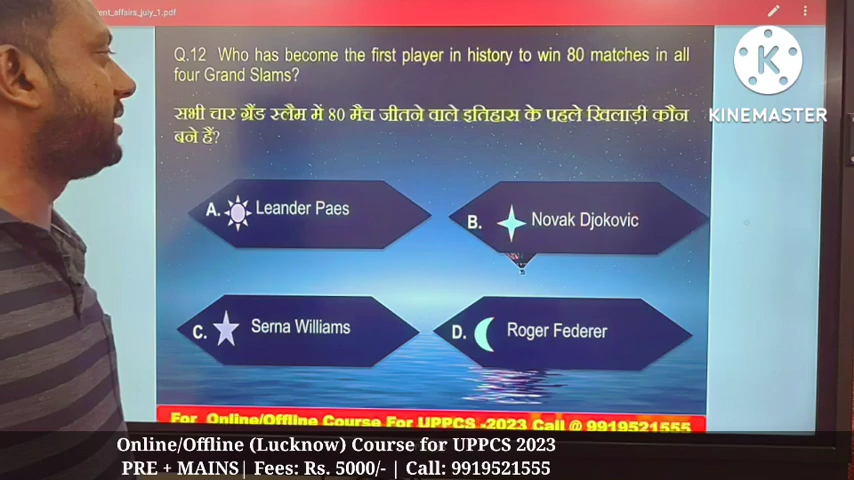 ent_affairs_july_1.pdf
Q.12 Who has become the first player in history to win 80 matches in all
four Grand Slams?
सभी चार ग्रैंड स्लैम में 80 मैच जीतने वाले इतिहास के पहले खिलाड़ी कौन
बने हैं?
A. Leander Paes
B. Novak Djokovic
C. Serna Williams
D. Roger Federer
K
KINEMASTER
For Online/Offline Course For UPPCS -2023 Call @ 9919521555
Online/Offline (Lucknow) Course for UPPCS 2023
PRE + MAINS| Fees: Rs. 5000/- | Call: 9919521555